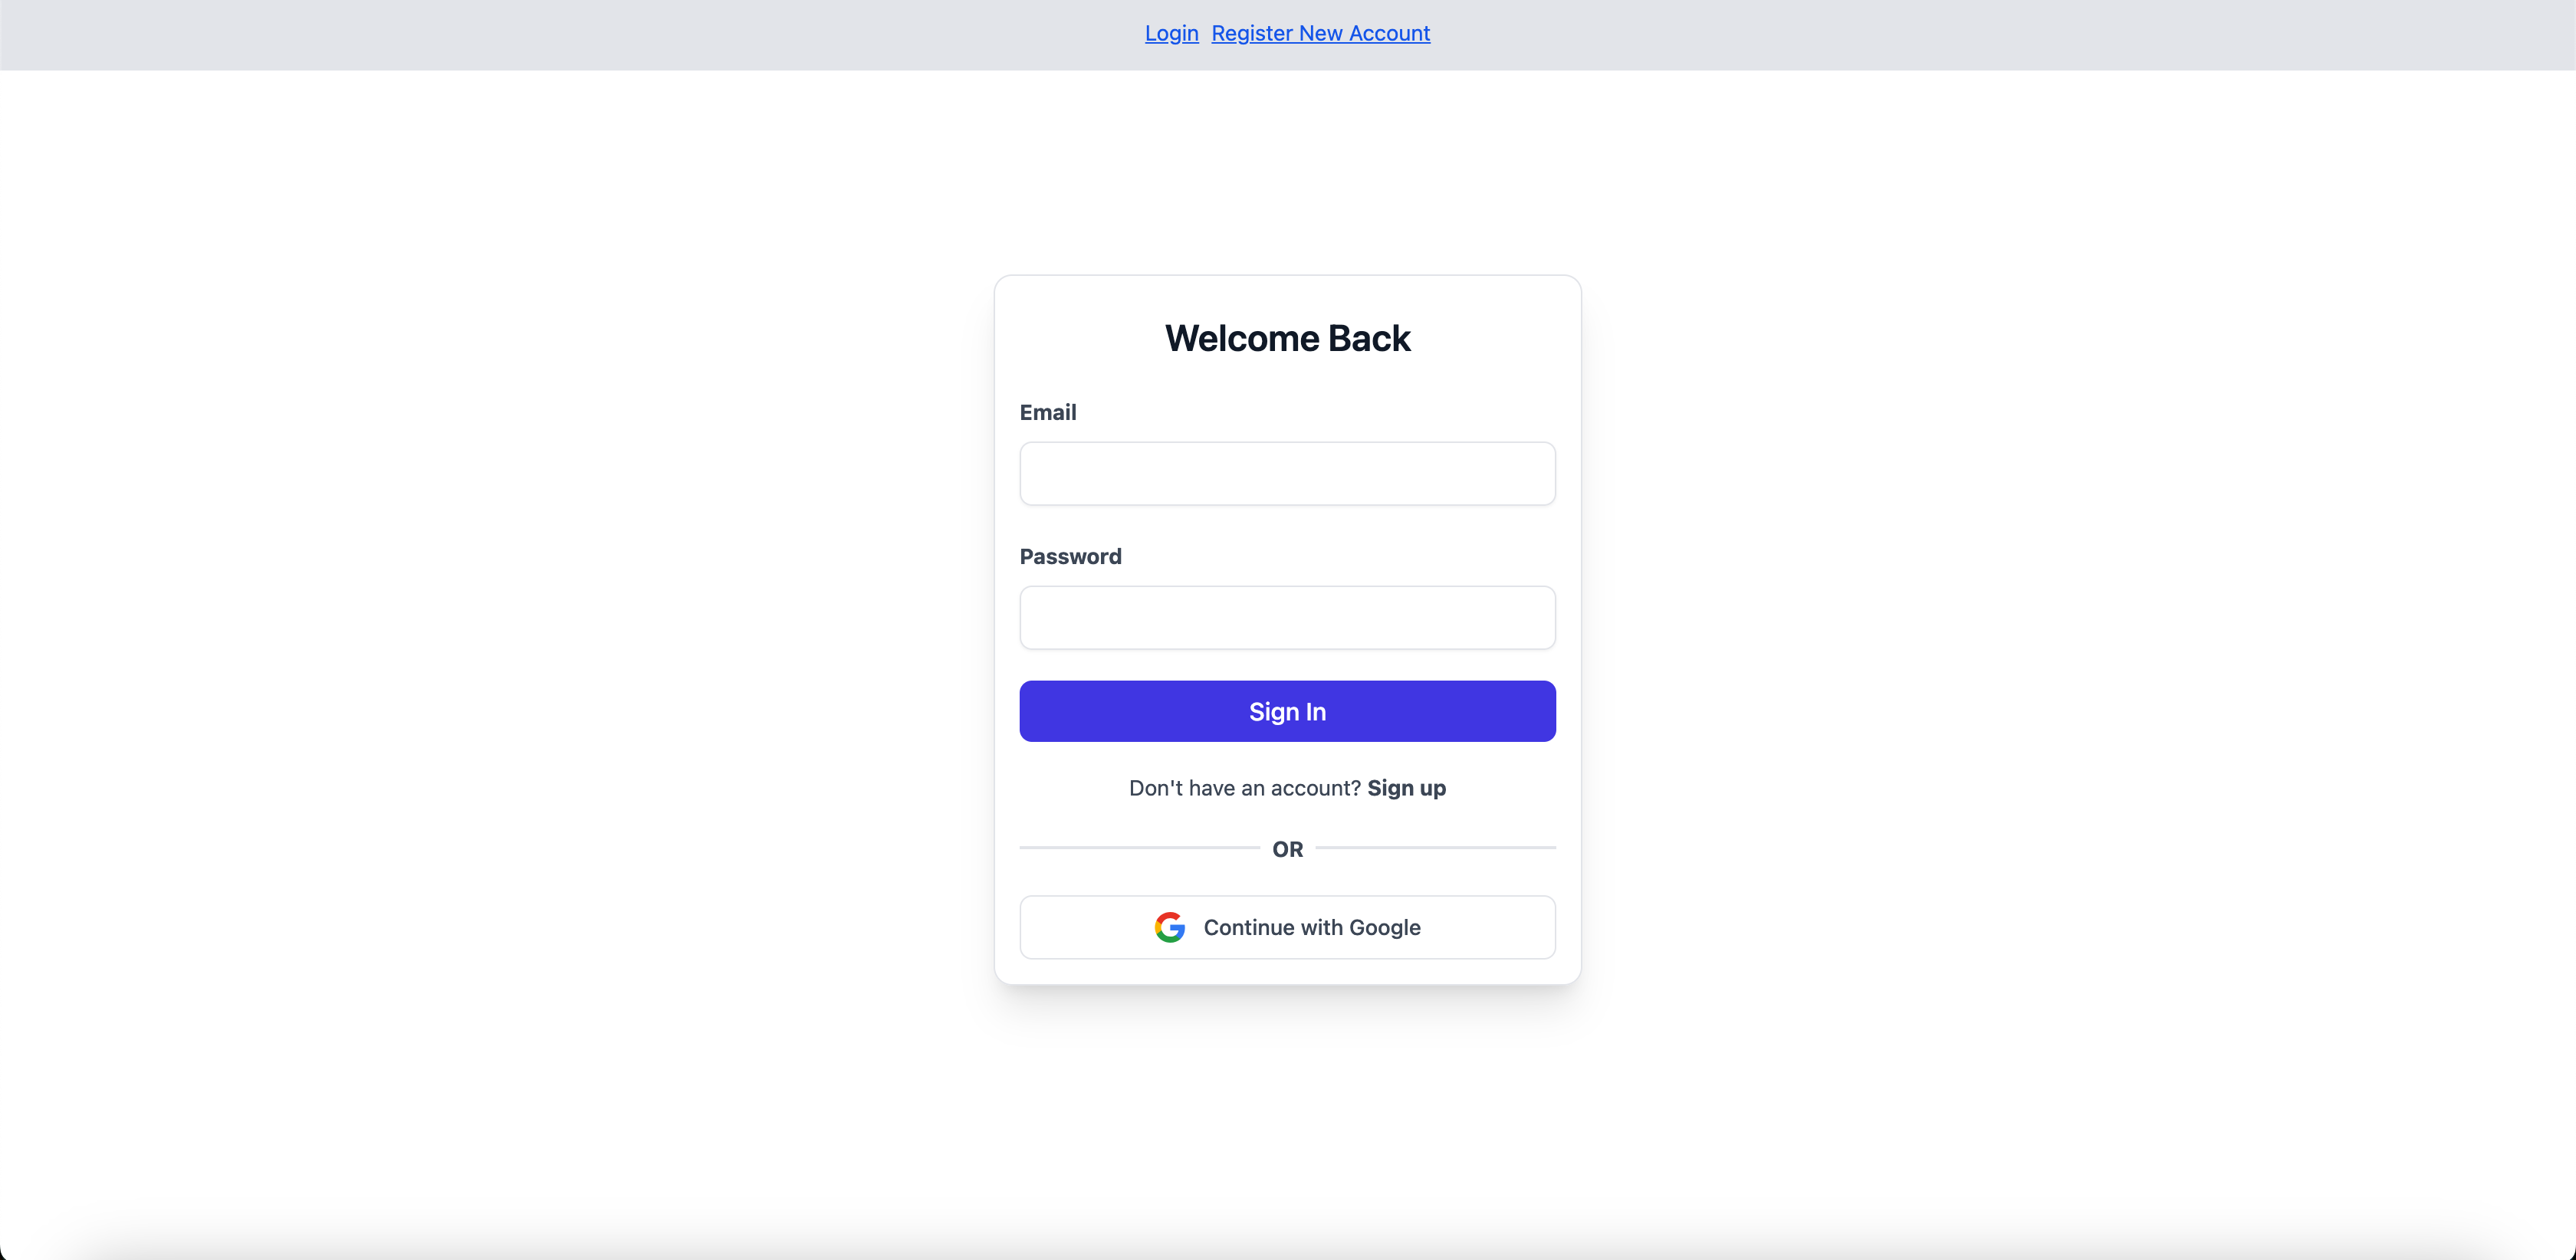 Login Register New Account
Welcome Back
Email
Password
Sign In
Don't have an account? Sign up
OR
Continue with Google